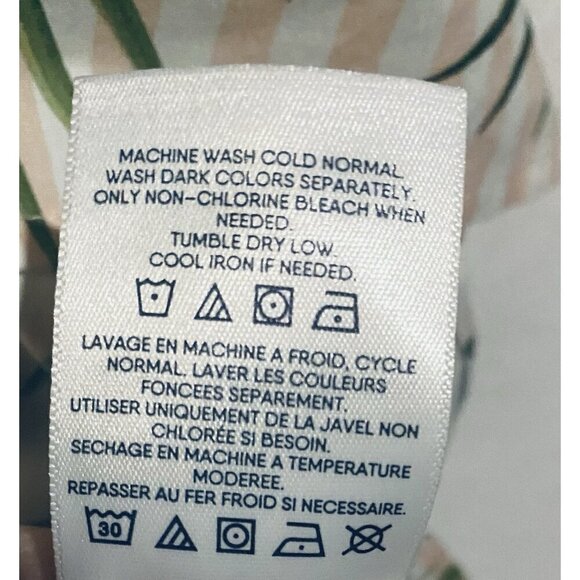 MACHINE WASH COLD NORMAL.
WASH DARK COLORS SEPARATELY.
ONLY NON-CHLORINE BLEACH WHEN
NEEDED.
TUMBLE DRY LOW.
COOL IRON IF NEEDED.
LAVAGE EN MACHINE A FROID, CYCLE
NORMAL. LAVER LES COULEURS
FONCEES SEPAREMENT.
UTILISER UNIQUEMENT DE LA JAVEL NON
CHLORÉE SI BESOIN.
SECHAGE EN MACHINE A TEMPERATURE
MODEREE.
REPASSER AU FER FROID SI NECESSAIRE.
30